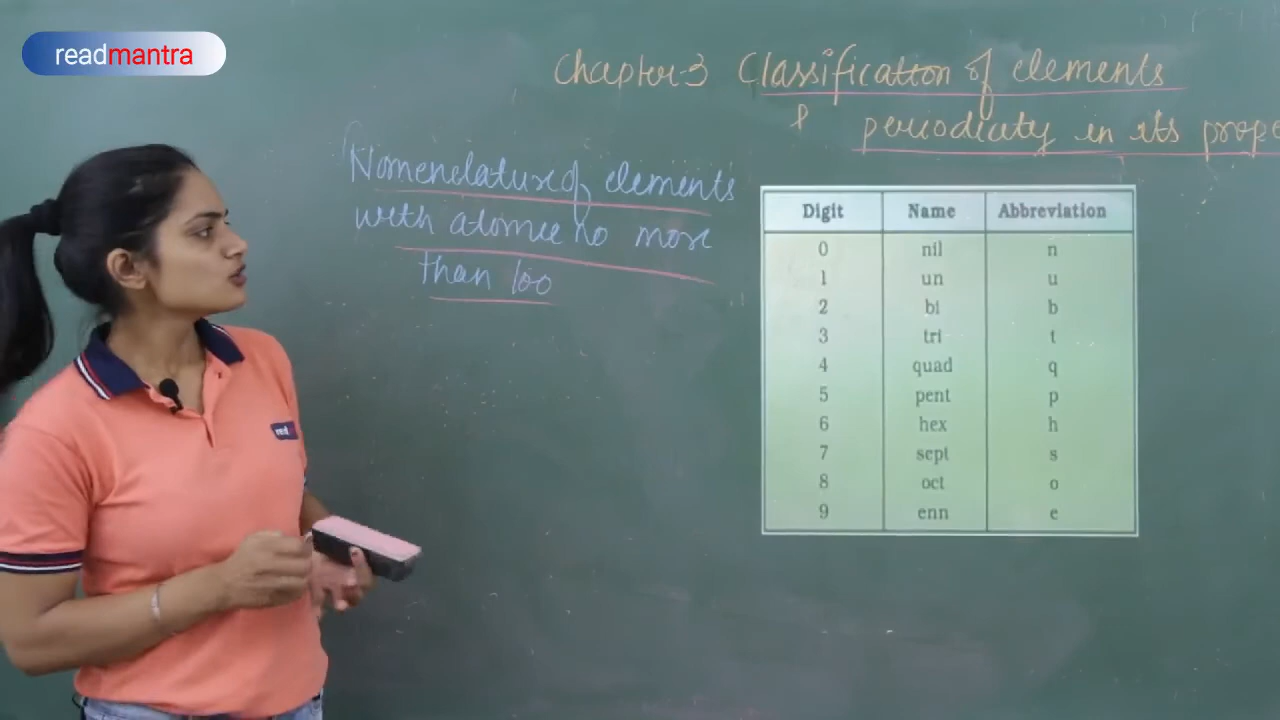 readmantra
Chapter-3 Classification of elements
& periodicity in its prope
Nomenclature of elements
with atomic no more
than 100
Digit Name Abbreviation
0 nil n
1 un u
2 bi b
3 tri t
4 quad q
5 pent p
6 hex h
7 sept s
8 oct o
9 enn e